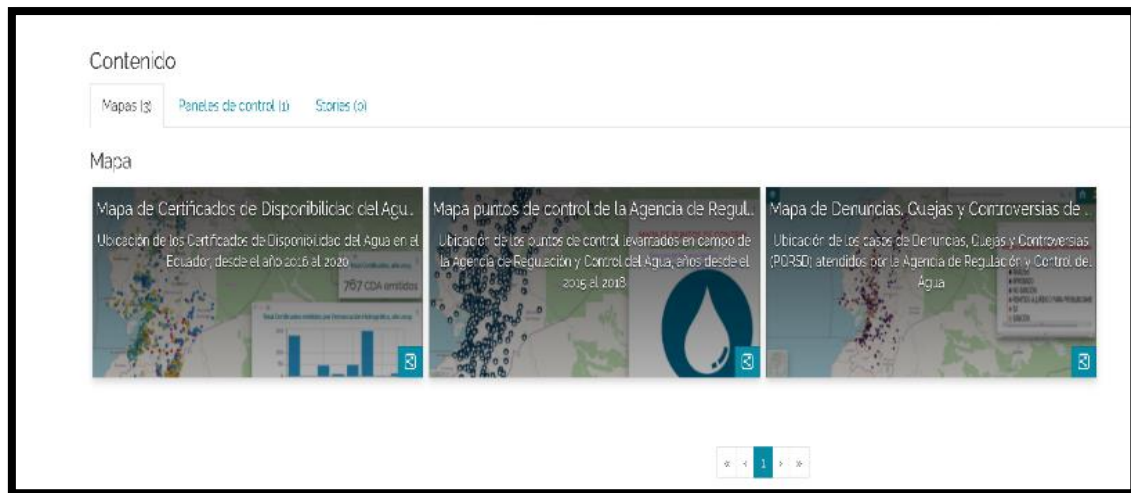 Contenido
Mapas (3) Paneles de control (1) Stories (0)
Mapa
Mapa de Certificados de Disponibilidad del Agu...
Ubicación de los Certificados de Disponibilidad del Agua en el
Ecuador, desde el año 2016 al 2020
767 CDA emitidos
Mapa puntos de control de la Agencia de Regul...
Ubicación de los puntos de control levantados en campo de
la Agencia de Regulación y Control del Agua, años desde el
2015 al 2018
Mapa de Denuncias, Quejas y Controversias de ...
Ubicación de los casos de Denuncias, Quejas y Controversias
(PQRSD) atendidos por la Agencia de Regulación y Control del
Agua
« ‹ 1 › »